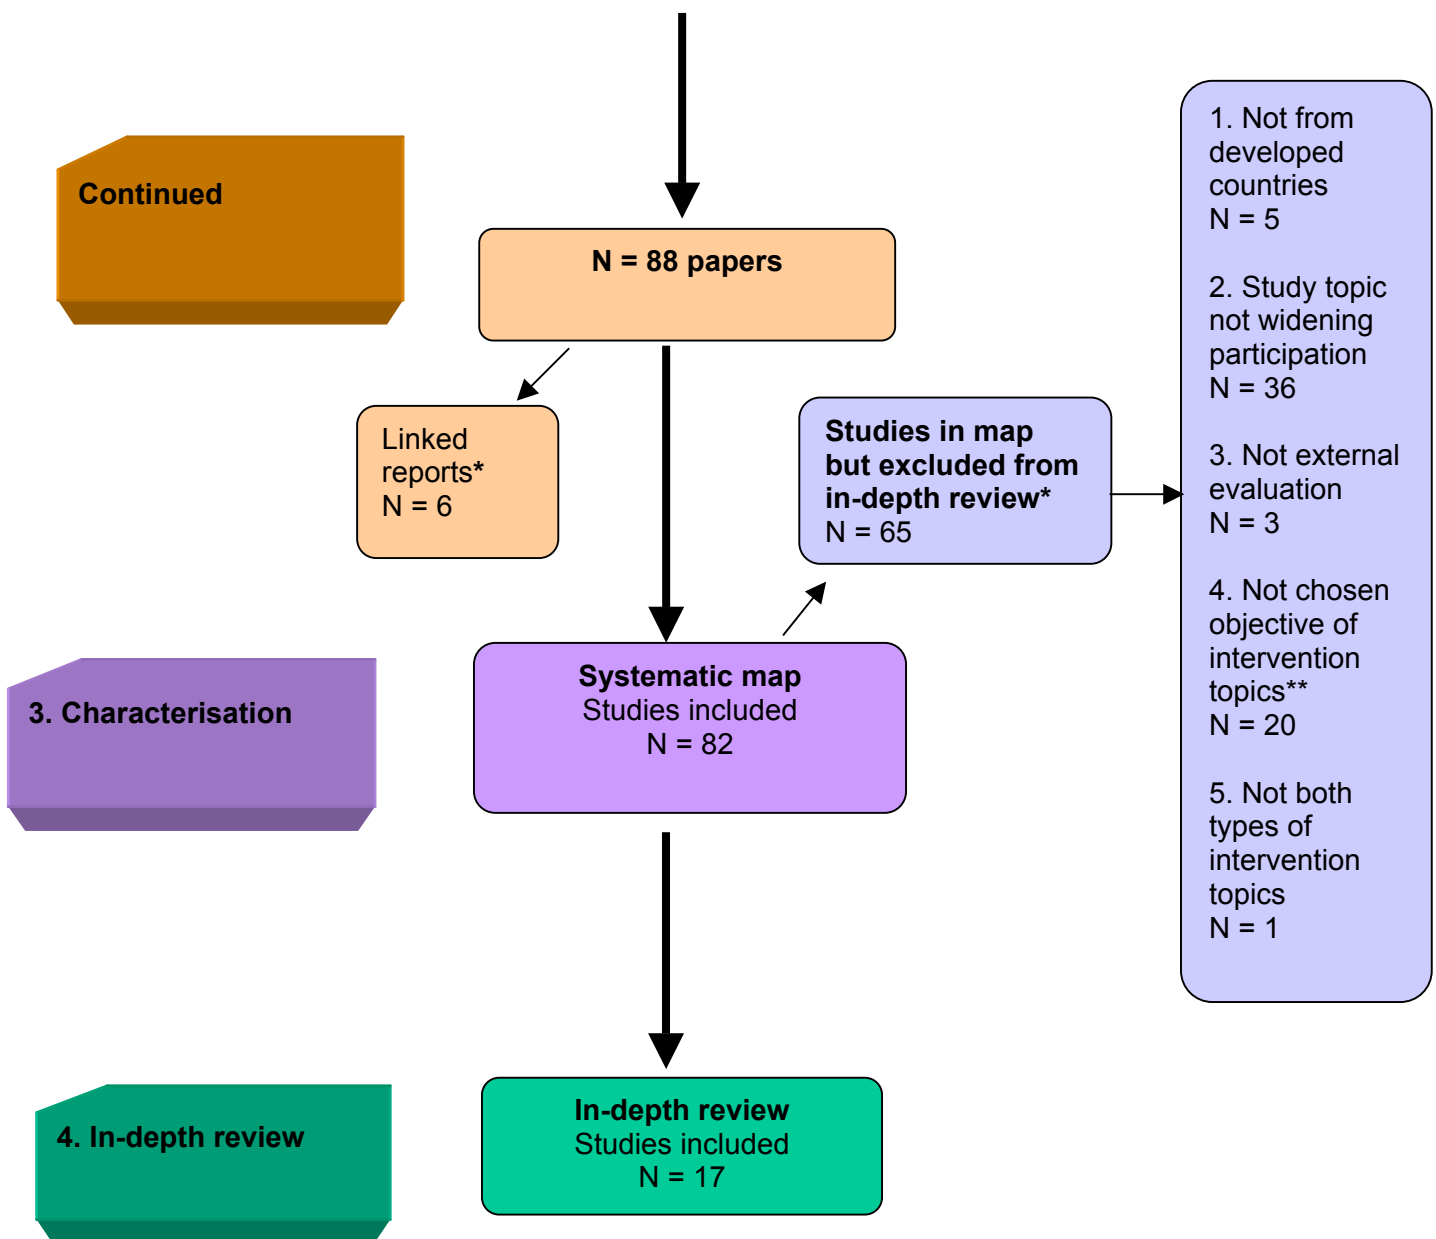 Continued
N = 88 papers
Linked
reports*
N = 6
Studies in map
but excluded from
in-depth review*
N = 65
1. Not from
developed
countries
N = 5
2. Study topic
not widening
participation
N = 36
3. Not external
evaluation
N = 3
4. Not chosen
objective of
intervention
topics**
N = 20
5. Not both
types of
intervention
topics
N = 1
3. Characterisation
Systematic map
Studies included
N = 82
4. In-depth review
In-depth review
Studies included
N = 17